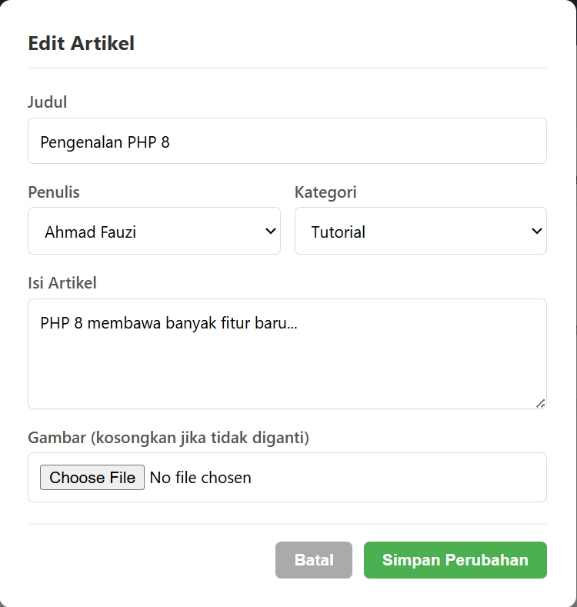 Edit Artikel
Judul
Pengenalan PHP 8
Penulis Kategori
Ahmad Fauzi Tutorial
Isi Artikel
PHP 8 membawa banyak fitur baru...
Gambar (kosongkan jika tidak diganti)
Choose File No file chosen
Batal Simpan Perubahan